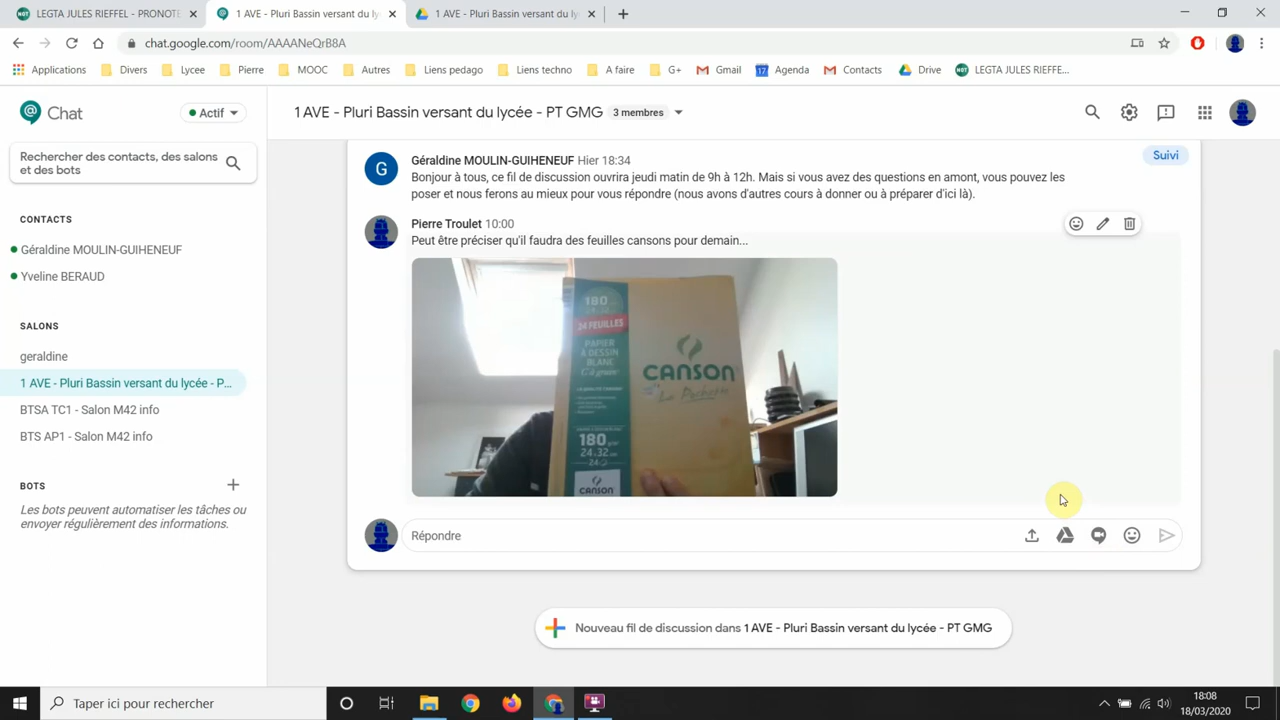 LEGTA JULES RIEFFEL - PRONOTE
1 AVE - Pluri Bassin versant du ly
1 AVE - Pluri Bassin versant du
chat.google.com/room/AAAANeQrB8A
Applications
Divers
Lycee
Pierre
MOOC
Autres
Liens pedago
Liens techno
A faire
G+
Gmail
Agenda
Contacts
Drive
LEGTA JULES RIEFFE...
Chat
Actif
1 AVE - Pluri Bassin versant du lycée - PT GMG 3 membres
Rechercher des contacts, des salons
et des bots
CONTACTS
Géraldine MOULIN-GUIHENEUF
Yveline BERAUD
SALONS
geraldine
1 AVE - Pluri Bassin versant du lycée - P...
BTSA TC1 - Salon M42 info
BTS AP1 - Salon M42 info
BOTS
Les bots peuvent automatiser les tâches ou
envoyer régulièrement des informations.
G
Géraldine MOULIN-GUIHENEUF Hier 18:34
Suivi
Bonjour à tous, ce fil de discussion ouvrira jeudi matin de 9h à 12h. Mais si vous avez des questions en amont, vous pouvez les
poser et nous ferons au mieux pour vous répondre (nous avons d'autres cours à donner ou à préparer d'ici là).
Pierre Troulet 10:00
Peut être préciser qu'il faudra des feuilles cansons pour demain...
180
24 FEUILLES
PAPIER
A DESSIN
BLANC
CANSON
180
24x32
CANSON
Répondre
Nouveau fil de discussion dans 1 AVE - Pluri Bassin versant du lycée - PT GMG
Taper ici pour rechercher
18:08
18/03/2020